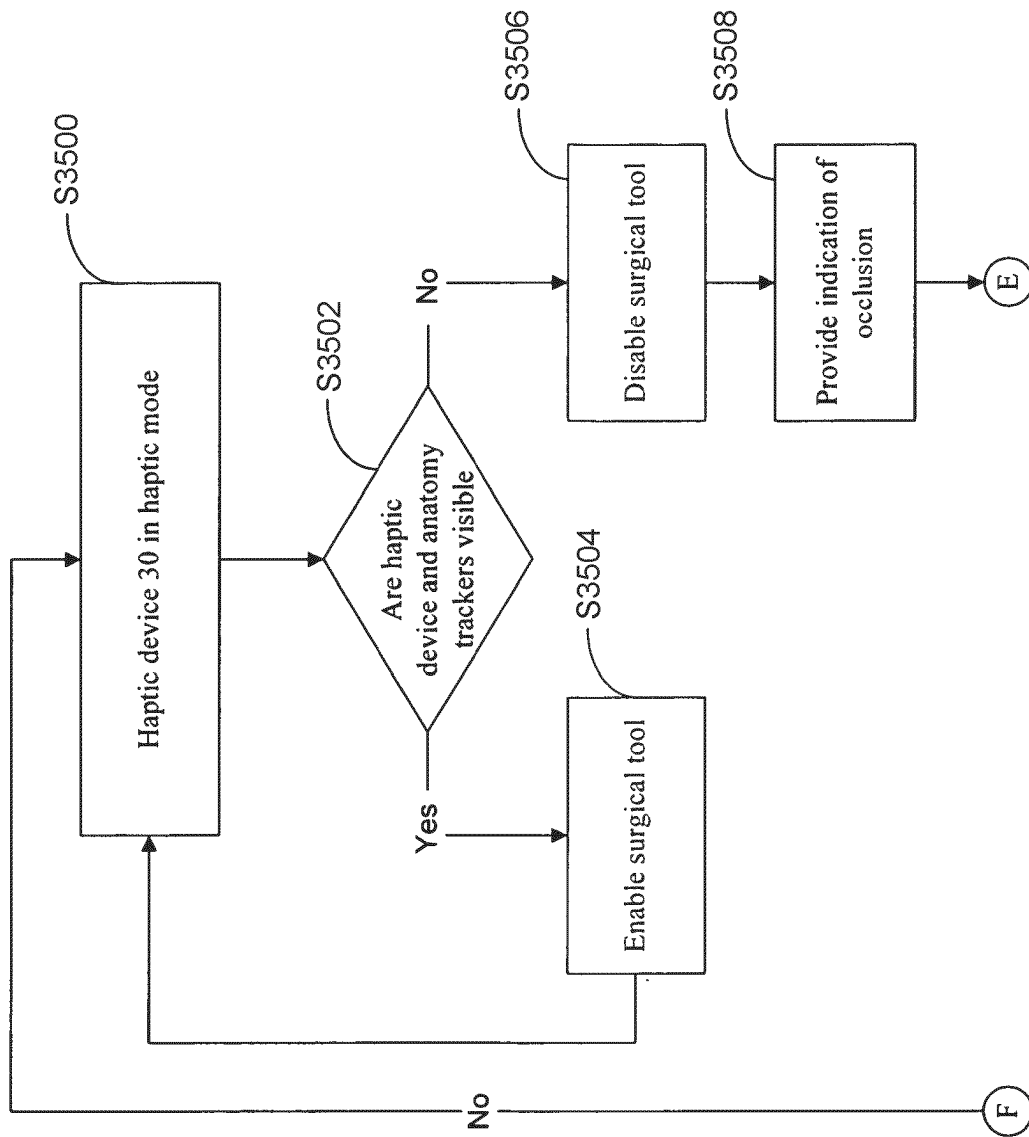 S3500
Haptic device 30 in haptic mode
S3502
Are haptic
device and anatomy
trackers visible
Yes
No
S3504
Enable surgical tool
S3506
Disable surgical tool
S3508
Provide indication of
occlusion
E
No
F